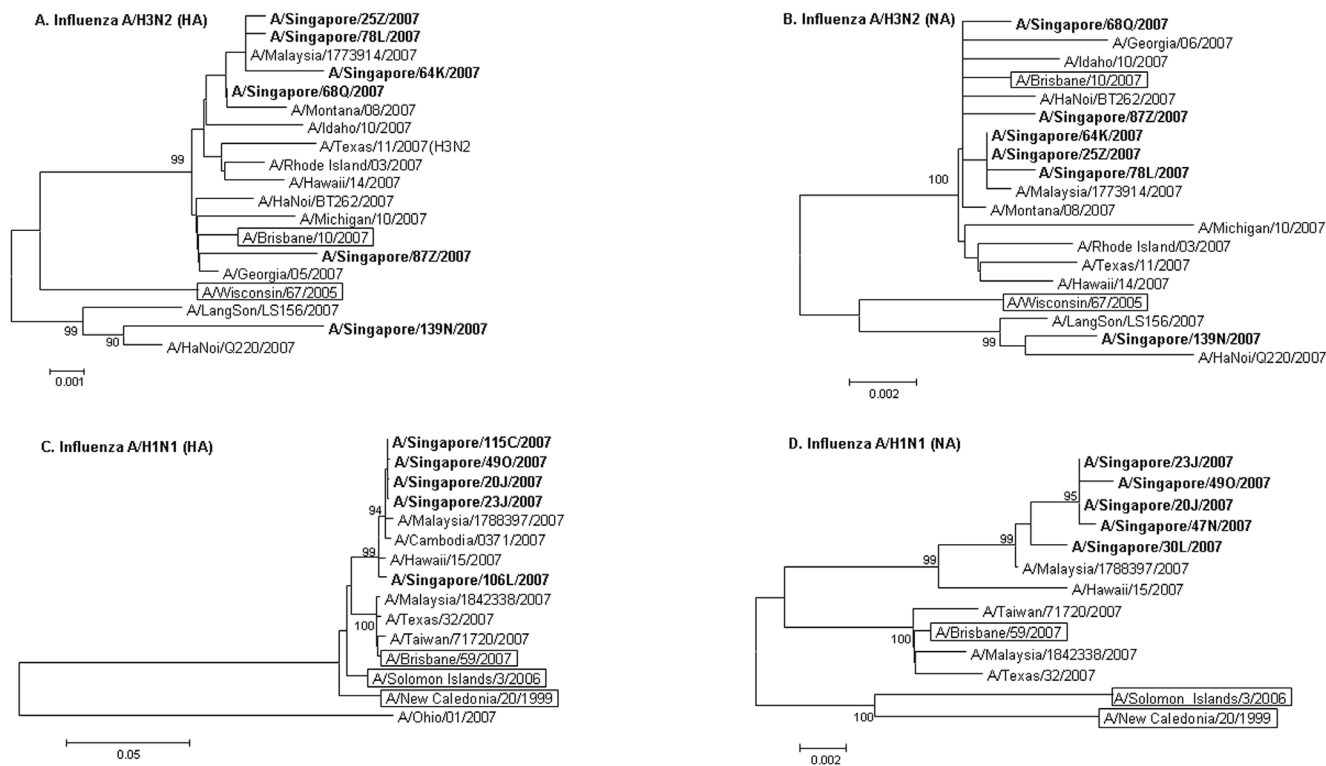 A. Influenza A/H3N2 (HA)
A/Singapore/25Z/2007
A/Singapore/78L/2007
A/Malaysia/1773914/2007
A/Singapore/64K/2007
A/Singapore/68Q/2007
A/Montana/08/2007
A/Idaho/10/2007
A/Texas/11/2007(H3N2
99
A/Rhode Island/03/2007
A/Hawaii/14/2007
A/HaNoi/BT262/2007
A/Michigan/10/2007
A/Brisbane/10/2007
A/Singapore/87Z/2007
A/Georgia/05/2007
A/Wisconsin/67/2005
A/LangSon/LS156/2007
99
A/Singapore/139N/2007
90
A/HaNoi/Q220/2007
0.001
B. Influenza A/H3N2 (NA)
A/Singapore/68Q/2007
A/Georgia/06/2007
A/Idaho/10/2007
A/Brisbane/10/2007
A/HaNoi/BT262/2007
A/Singapore/87Z/2007
A/Singapore/64K/2007
A/Singapore/25Z/2007
A/Singapore/78L/2007
100
A/Malaysia/1773914/2007
A/Montana/08/2007
A/Michigan/10/2007
A/Rhode Island/03/2007
A/Texas/11/2007
A/Hawaii/14/2007
A/Wisconsin/67/2005
A/LangSon/LS156/2007
99
A/Singapore/139N/2007
A/HaNoi/Q220/2007
0.002
C. Influenza A/H1N1 (HA)
A/Singapore/115C/2007
A/Singapore/49O/2007
A/Singapore/20J/2007
A/Singapore/23J/2007
94
A/Malaysia/1788397/2007
A/Cambodia/0371/2007
99
A/Hawaii/15/2007
A/Singapore/106L/2007
A/Malaysia/1842338/2007
A/Texas/32/2007
100
A/Taiwan/71720/2007
A/Brisbane/59/2007
A/Solomon Islands/3/2006
A/New Caledonia/20/1999
A/Ohio/01/2007
0.05
D. Influenza A/H1N1 (NA)
A/Singapore/23J/2007
A/Singapore/49O/2007
95
A/Singapore/20J/2007
A/Singapore/47N/2007
99
A/Singapore/30L/2007
99
A/Malaysia/1788397/2007
A/Hawaii/15/2007
A/Taiwan/71720/2007
A/Brisbane/59/2007
100
A/Malaysia/1842338/2007
A/Texas/32/2007
A/Solomon Islands/3/2006
100
A/New Caledonia/20/1999
0.002